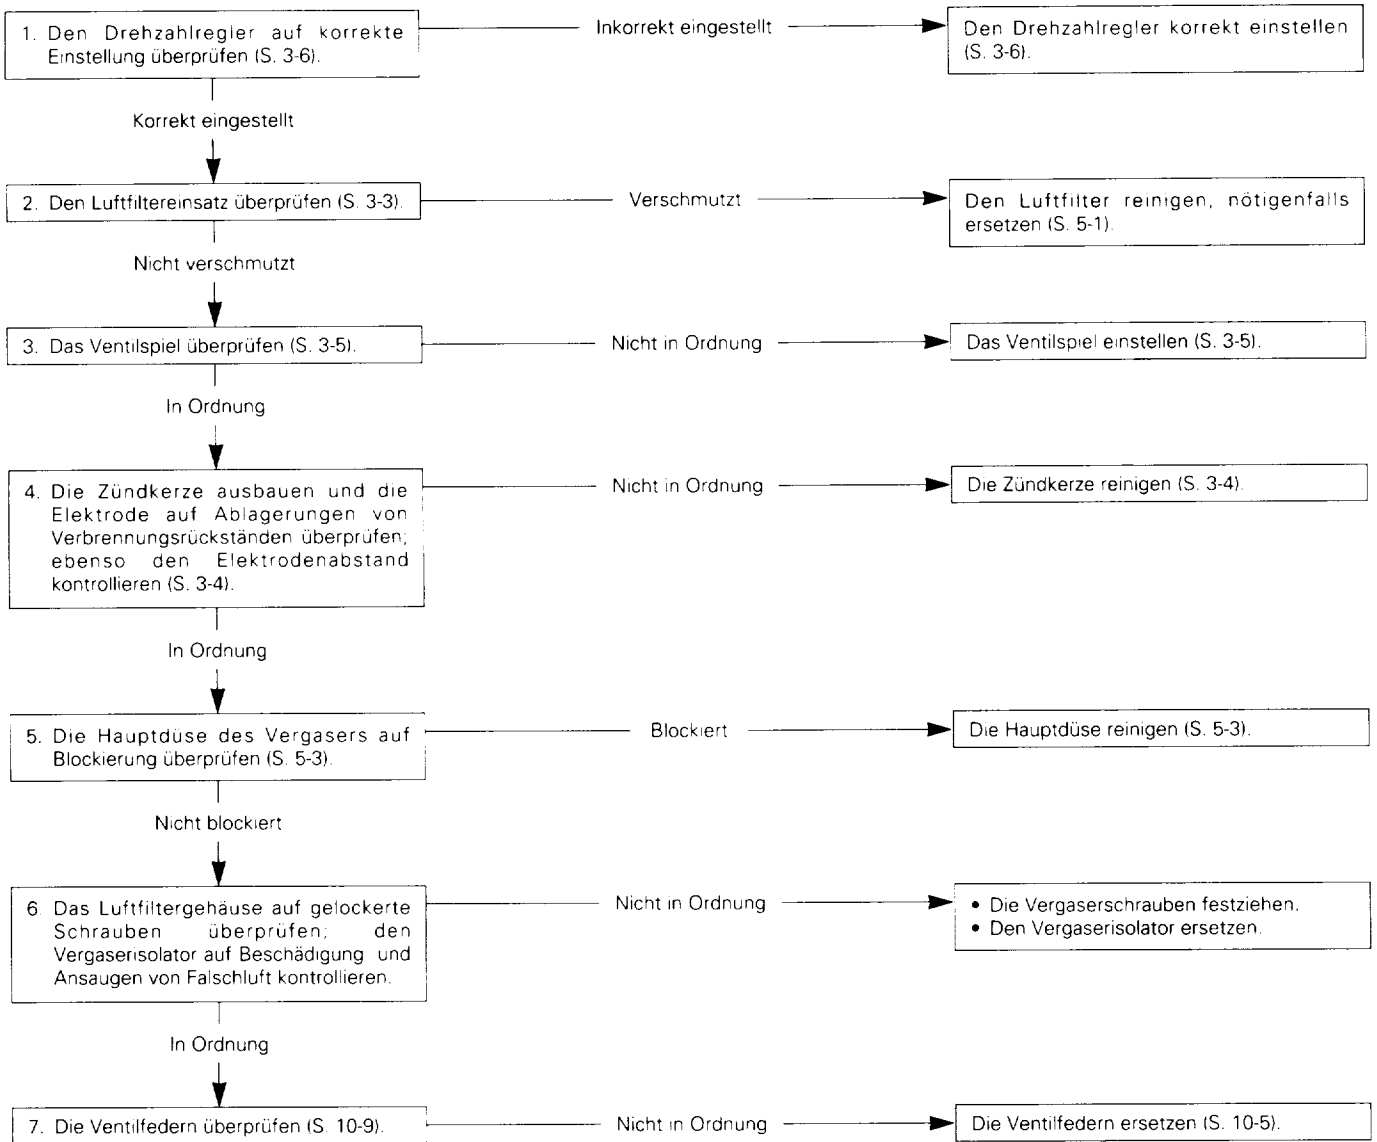 1. Den Drehzahlregler auf korrekte
Einstellung überprüfen (S. 3-6).
Inkorrekt eingestellt
Den Drehzahlregler korrekt einstellen
(S. 3-6).
Korrekt eingestellt
2. Den Luftfiltereinsatz überprüfen (S. 3-3).
Verschmutzt
Den Luftfilter reinigen, nötigenfalls
ersetzen (S. 5-1).
Nicht verschmutzt
3. Das Ventilspiel überprüfen (S. 3-5).
Nicht in Ordnung
Das Ventilspiel einstellen (S. 3-5).
In Ordnung
4. Die Zündkerze ausbauen und die
Elektrode auf Ablagerungen von
Verbrennungsrückständen überprüfen;
ebenso den Elektrodenabstand
kontrollieren (S. 3-4).
Nicht in Ordnung
Die Zündkerze reinigen (S. 3-4).
In Ordnung
5. Die Hauptdüse des Vergasers auf
Blockierung überprüfen (S. 5-3).
Blockiert
Die Hauptdüse reinigen (S. 5-3).
Nicht blockiert
6. Das Luftfiltergehäuse auf gelockerte
Schrauben überprüfen; den
Vergaserisolator auf Beschädigung und
Ansaugen von Falschluft kontrollieren.
Nicht in Ordnung
• Die Vergaserschrauben festziehen.
• Den Vergaserisolator ersetzen.
In Ordnung
7. Die Ventilfedern überprüfen (S. 10-9).
Nicht in Ordnung
Die Ventilfedern ersetzen (S. 10-5).